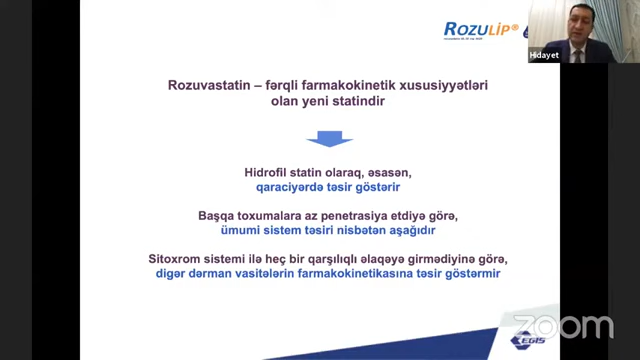 ROZULİP®
EGIS
Hidayet
Rozuvastatin – fərqli farmakokinetik xususiyyətləri
olan yeni statindir
Hidrofil statin olaraq, əsasən,
qaraciyərdə təsir göstərir
Başqa toxumalara az penetrasiya etdiyə görə,
ümumi sistem təsiri nisbətən aşağıdır
Sitoxrom sistemi ilə heç bir qarşılıqlı əlaqəyə girmədiyinə görə,
digər dərman vasitələrin farmakokinetikasına təsir göstərmir
zoom
EGIS